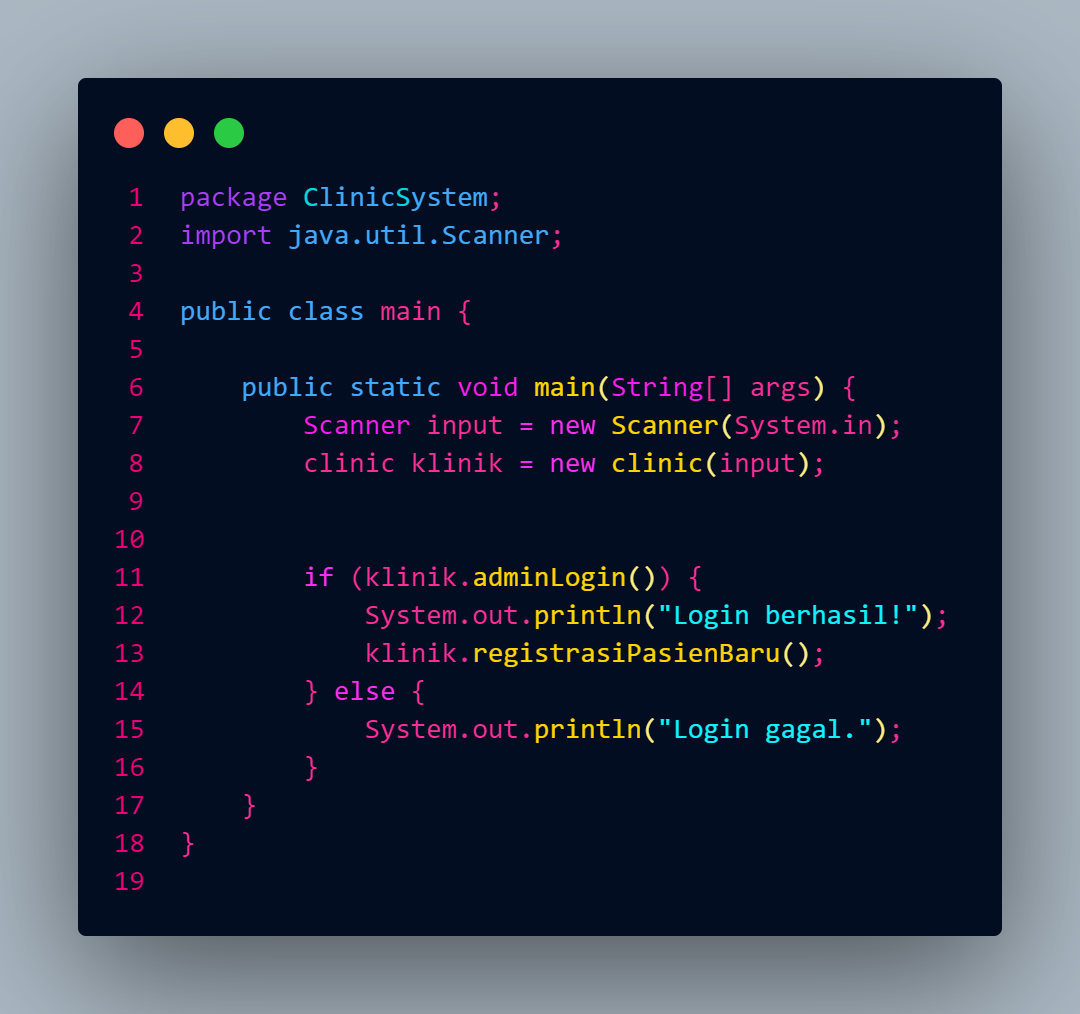 1 package ClinicSystem;
2 import java.util.Scanner;
3
4 public class main {
5
6     public static void main(String[] args) {
7         Scanner input = new Scanner(System.in);
8         clinic klinik = new clinic(input);
9
10
11         if (klinik.adminLogin()) {
12             System.out.println("Login berhasil!");
13             klinik.registrasiPasienBaru();
14         } else {
15             System.out.println("Login gagal.");
16         }
17     }
18 }
19